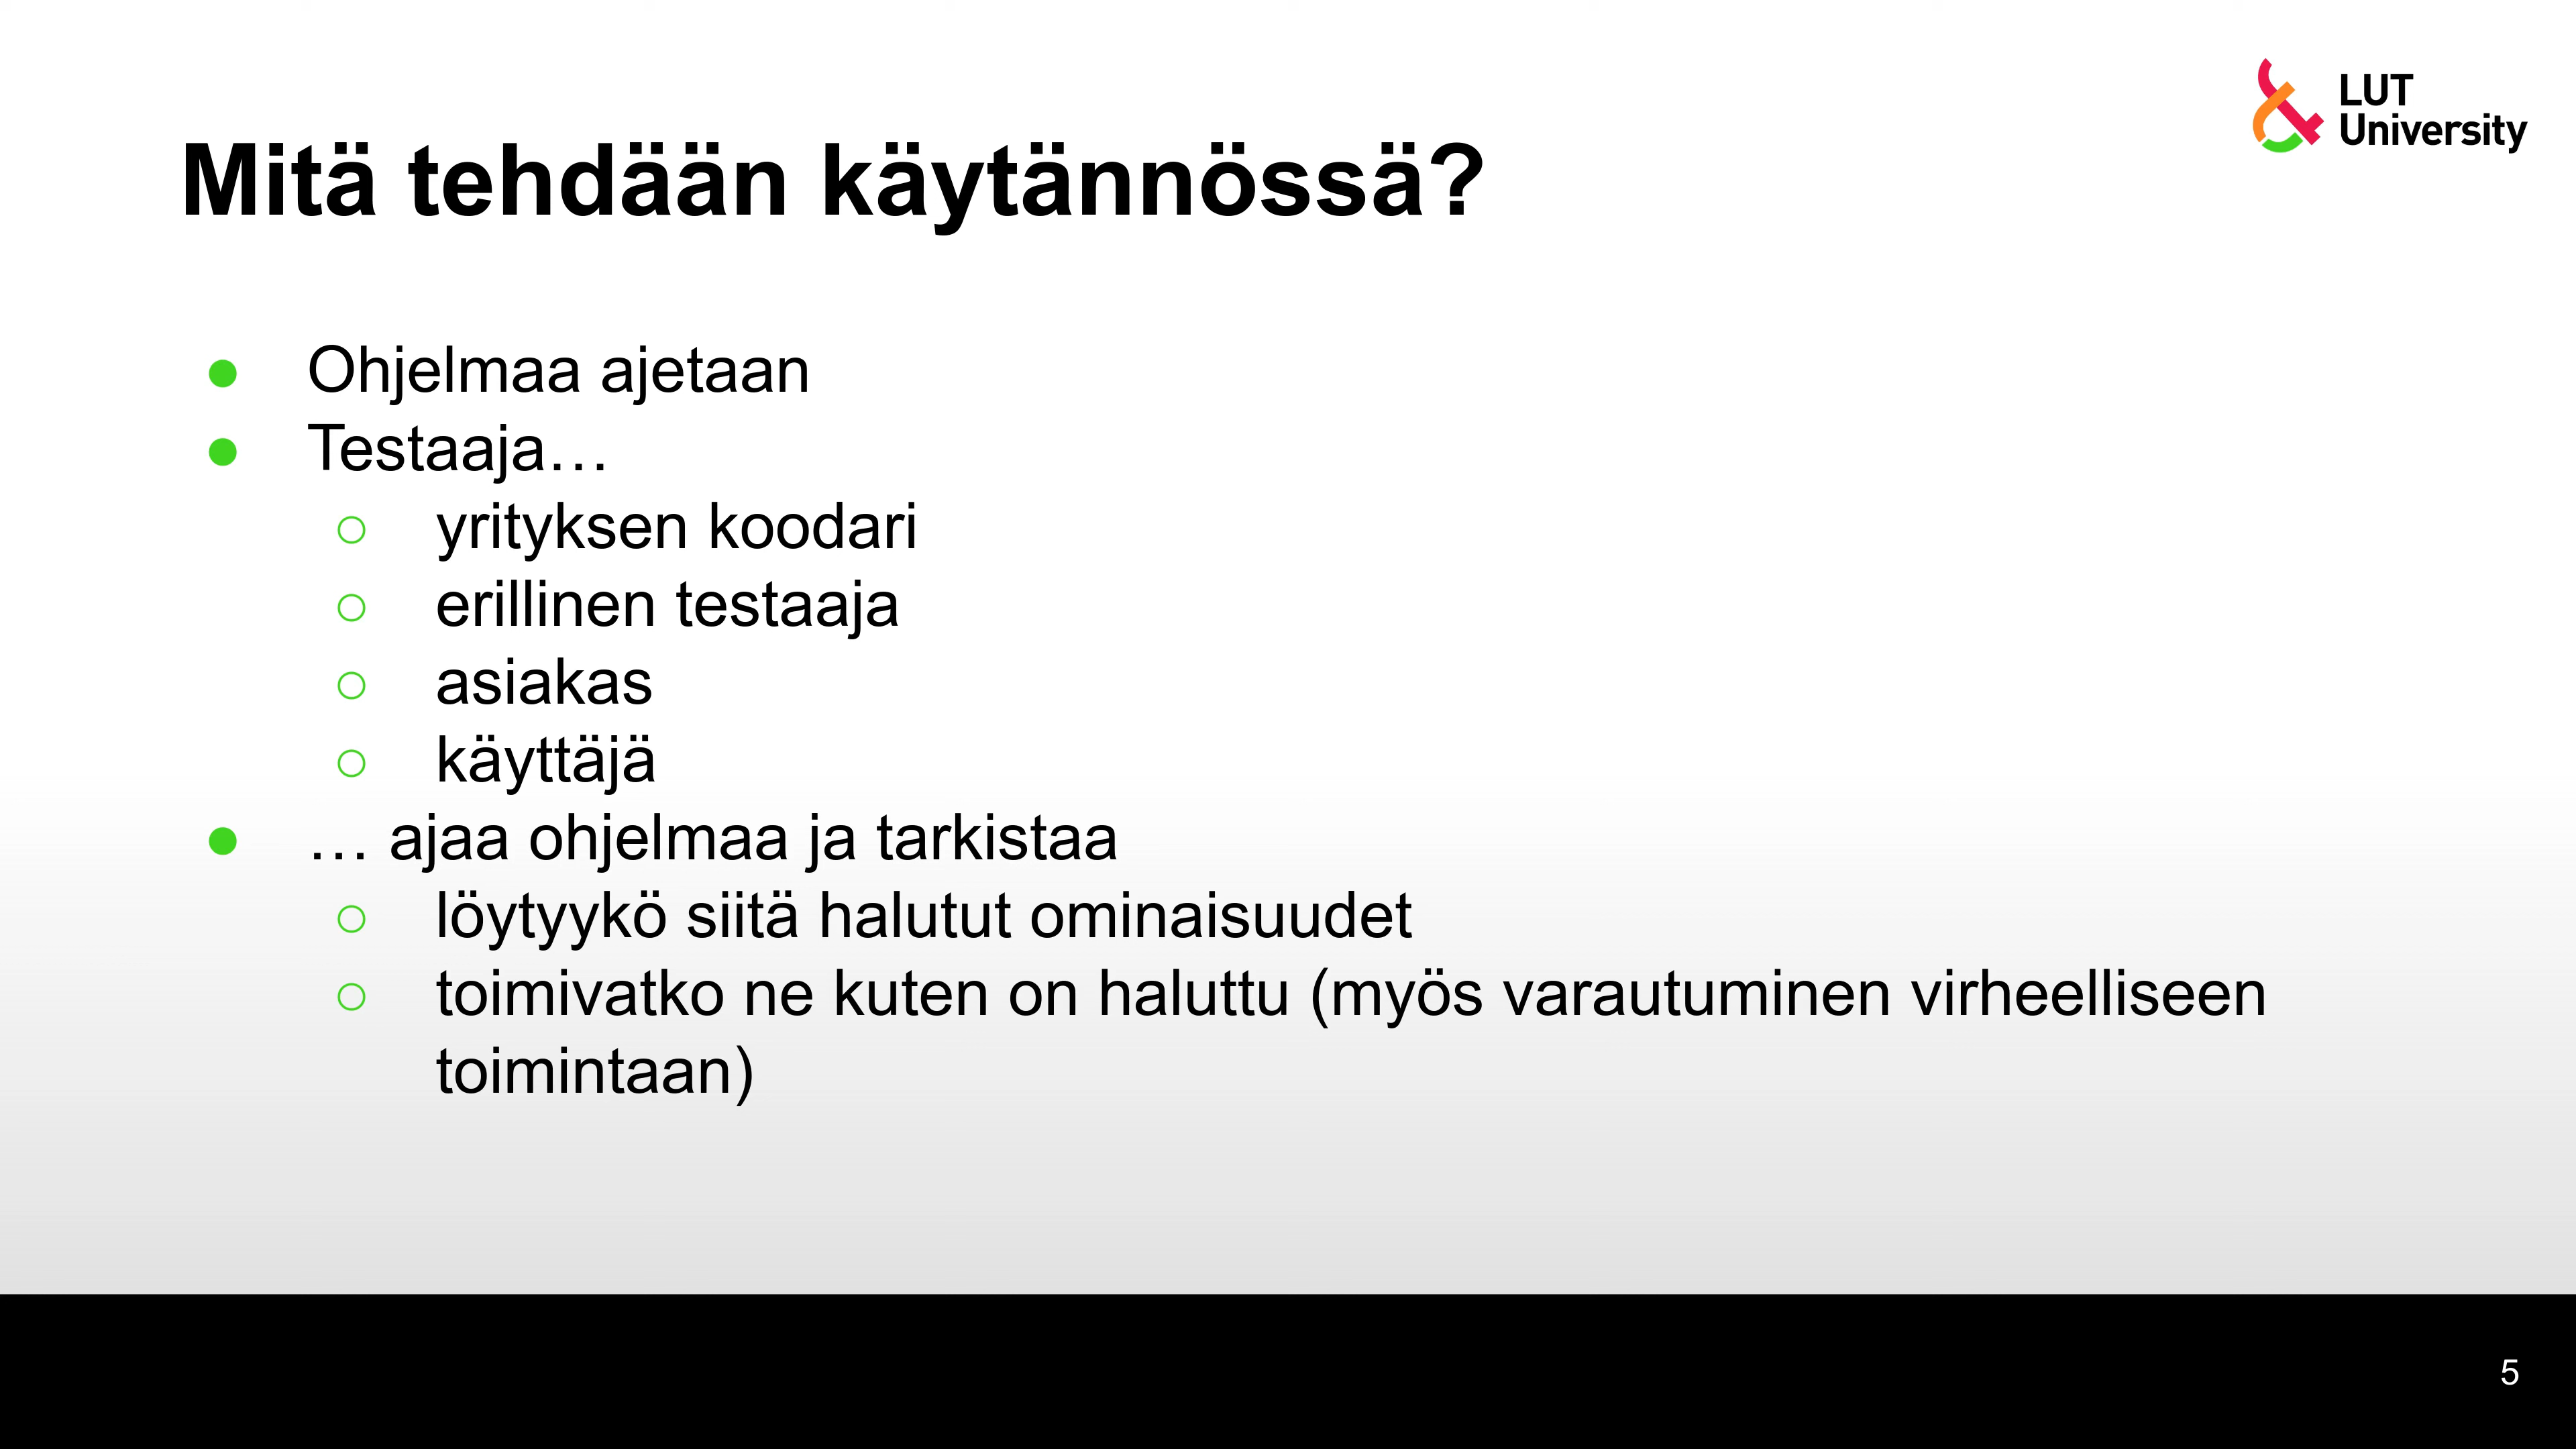 LUT
University
Mitä tehdään käytännössä?
● Ohjelmaa ajetaan
● Testaaja…
○ yrityksen koodari
○ erillinen testaaja
○ asiakas
○ käyttäjä
● … ajaa ohjelmaa ja tarkistaa
○ löytyykö siitä halutut ominaisuudet
○ toimivatko ne kuten on haluttu (myös varautuminen virheelliseen
toimintaan)
5